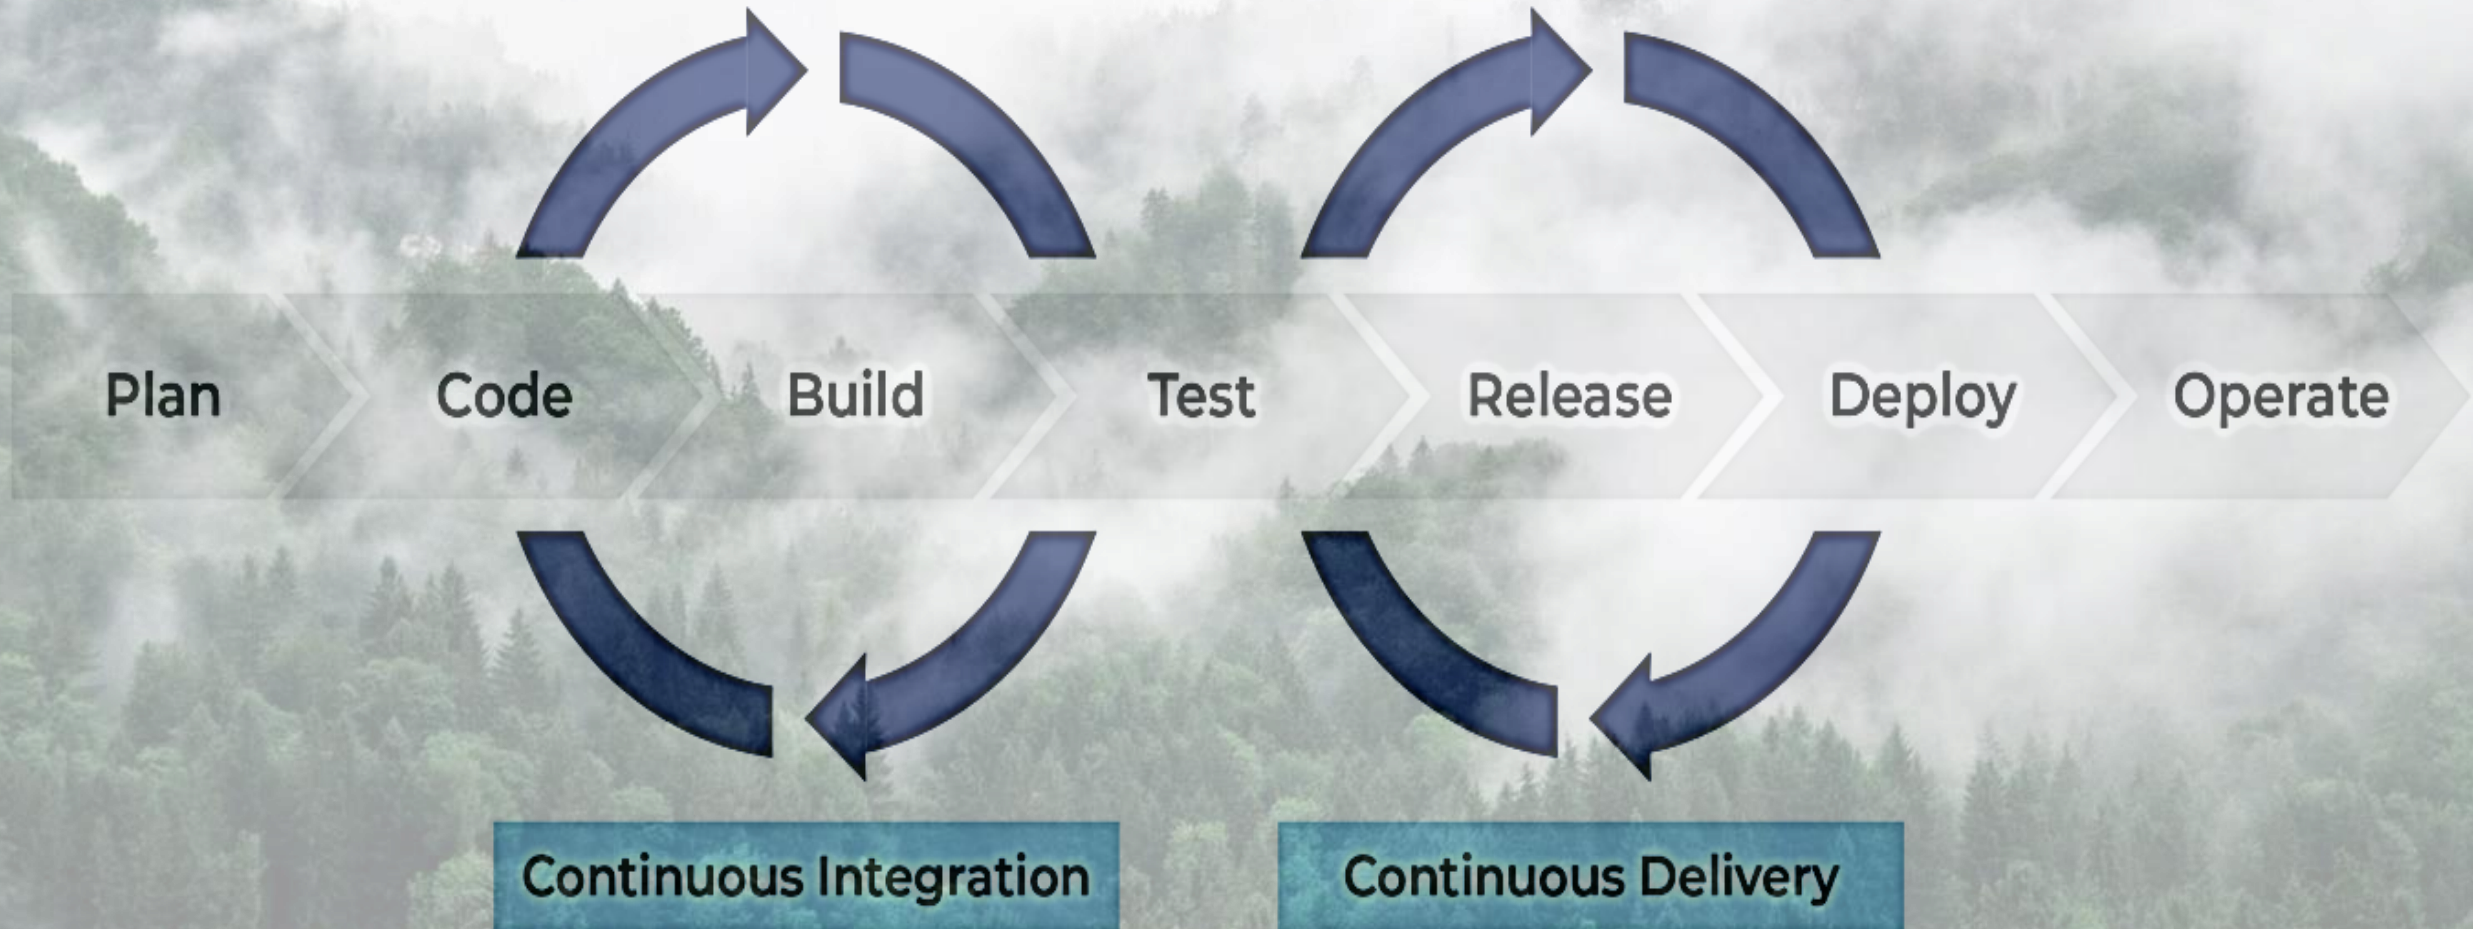 Plan
Code
Build
Test
Release
Deploy
Operate
Continuous Integration
Continuous Delivery